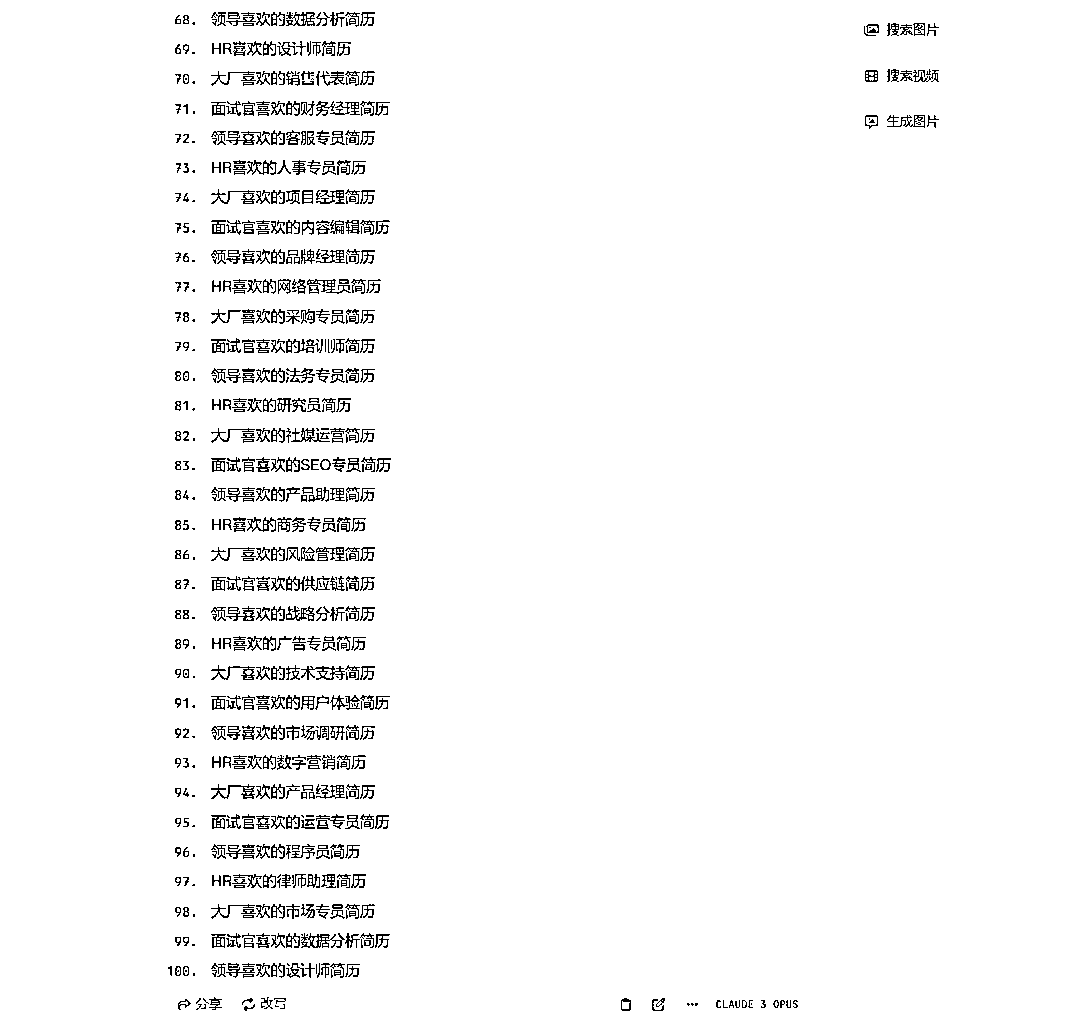 68. 领导喜欢的数据分析简历
69. HR喜欢的设计师简历
70. 大厂喜欢的销售代表简历
71. 面试官喜欢的财务经理简历
72. 领导喜欢的客服专员简历
73. HR喜欢的人事专员简历
74. 大厂喜欢的项目经理简历
75. 面试官喜欢的内容编辑简历
76. 领导喜欢的品牌经理简历
77. HR喜欢的网络管理员简历
78. 大厂喜欢的采购专员简历
79. 面试官喜欢的培训师简历
80. 领导喜欢的法务专员简历
81. HR喜欢的研究员简历
82. 大厂喜欢的社媒运营简历
83. 面试官喜欢的SEO专员简历
84. 领导喜欢的产品助理简历
85. HR喜欢的商务专员简历
86. 大厂喜欢的风险管理简历
87. 面试官喜欢的供应链简历
88. 领导喜欢的战略分析简历
89. HR喜欢的广告专员简历
90. 大厂喜欢的技术支持简历
91. 面试官喜欢的用户体验简历
92. 领导喜欢的市场调研简历
93. HR喜欢的数字营销简历
94. 大厂喜欢的产品经理简历
95. 面试官喜欢的运营专员简历
96. 领导喜欢的程序员简历
97. HR喜欢的律师助理简历
98. 大厂喜欢的市场专员简历
99. 面试官喜欢的数据分析简历
100. 领导喜欢的设计师简历
分享 改写 CLAUDE 3 OPUS
搜索图片
搜索视频
生成图片